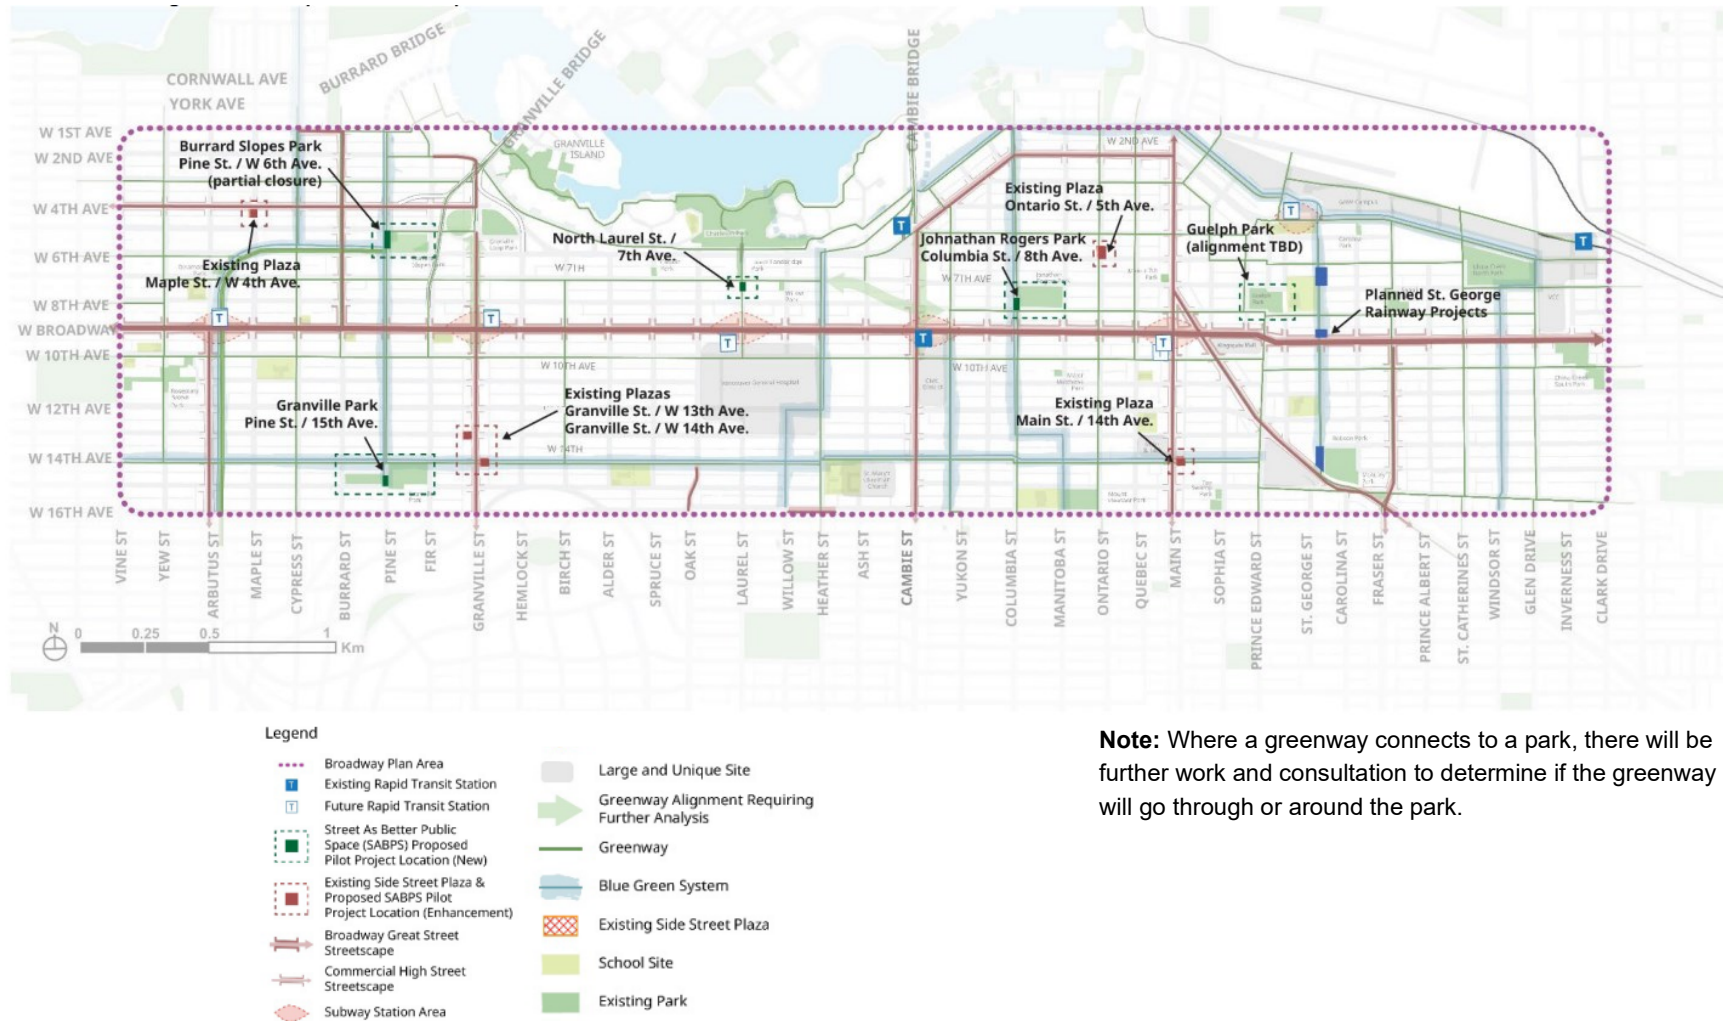 CORNWALL AVE
YORK AVE
BURRARD BRIDGE
GRANVILLE BRIDGE
CAMBIE BRIDGE
GRANVILLE
ISLAND
W 1ST AVE
W 2ND AVE
W 4TH AVE
W 6TH AVE
W 8TH AVE
W BROADWAY
W 10TH AVE
W 12TH AVE
W 14TH AVE
W 16TH AVE
W 2ND AVE
Burrard Slopes Park
Pine St. / W 6th Ave.
(partial closure)
Existing Plaza
Maple St. / W 4th Ave.
North Laurel St. /
7th Ave.
W 7TH
Existing Plaza
Ontario St. / 5th Ave.
Johnathan Rogers Park
Columbia St. / 8th Ave.
W 7TH AVE
Guelph Park
(alignment TBD)
Planned St. George
Rainway Projects
W 10TH AVE
W 10TH AVE
Granville Park
Pine St. / 15th Ave.
Existing Plazas
Granville St. / W 13th Ave.
Granville St. / W 14th Ave.
W 14TH
Existing Plaza
Main St. / 14th Ave.
Vancouver General Hospital
T
T
T
T
T
T
T
T
T
VINE ST
YEW ST
ARBUTUS ST
MAPLE ST
CYPRESS ST
BURRARD ST
PINE ST
FIR ST
GRANVILLE ST
HEMLOCK ST
BIRCH ST
ALDER ST
SPRUCE ST
OAK ST
LAUREL ST
WILLOW ST
HEATHER ST
ASH ST
CAMBIE ST
YUKON ST
COLUMBIA ST
MANITOBA ST
ONTARIO ST
QUEBEC ST
MAIN ST
SOPHIA ST
PRINCE EDWARD ST
ST. GEORGE ST
CAROLINA ST
FRASER ST
PRINCE ALBERT ST
ST. CATHERINES ST
WINDSOR ST
GLEN DRIVE
INVERNESS ST
CLARK DRIVE
N
0 0.25 0.5 1
Km
Legend
Broadway Plan Area
T Existing Rapid Transit Station
T Future Rapid Transit Station
Street As Better Public
Space (SABPS) Proposed
Pilot Project Location (New)
Existing Side Street Plaza &
Proposed SABPS Pilot
Project Location (Enhancement)
Broadway Great Street
Streetscape
Commercial High Street
Streetscape
Subway Station Area
Large and Unique Site
Greenway Alignment Requiring
Further Analysis
Greenway
Blue Green System
Existing Side Street Plaza
School Site
Existing Park
Note: Where a greenway connects to a park, there will be
further work and consultation to determine if the greenway
will go through or around the park.